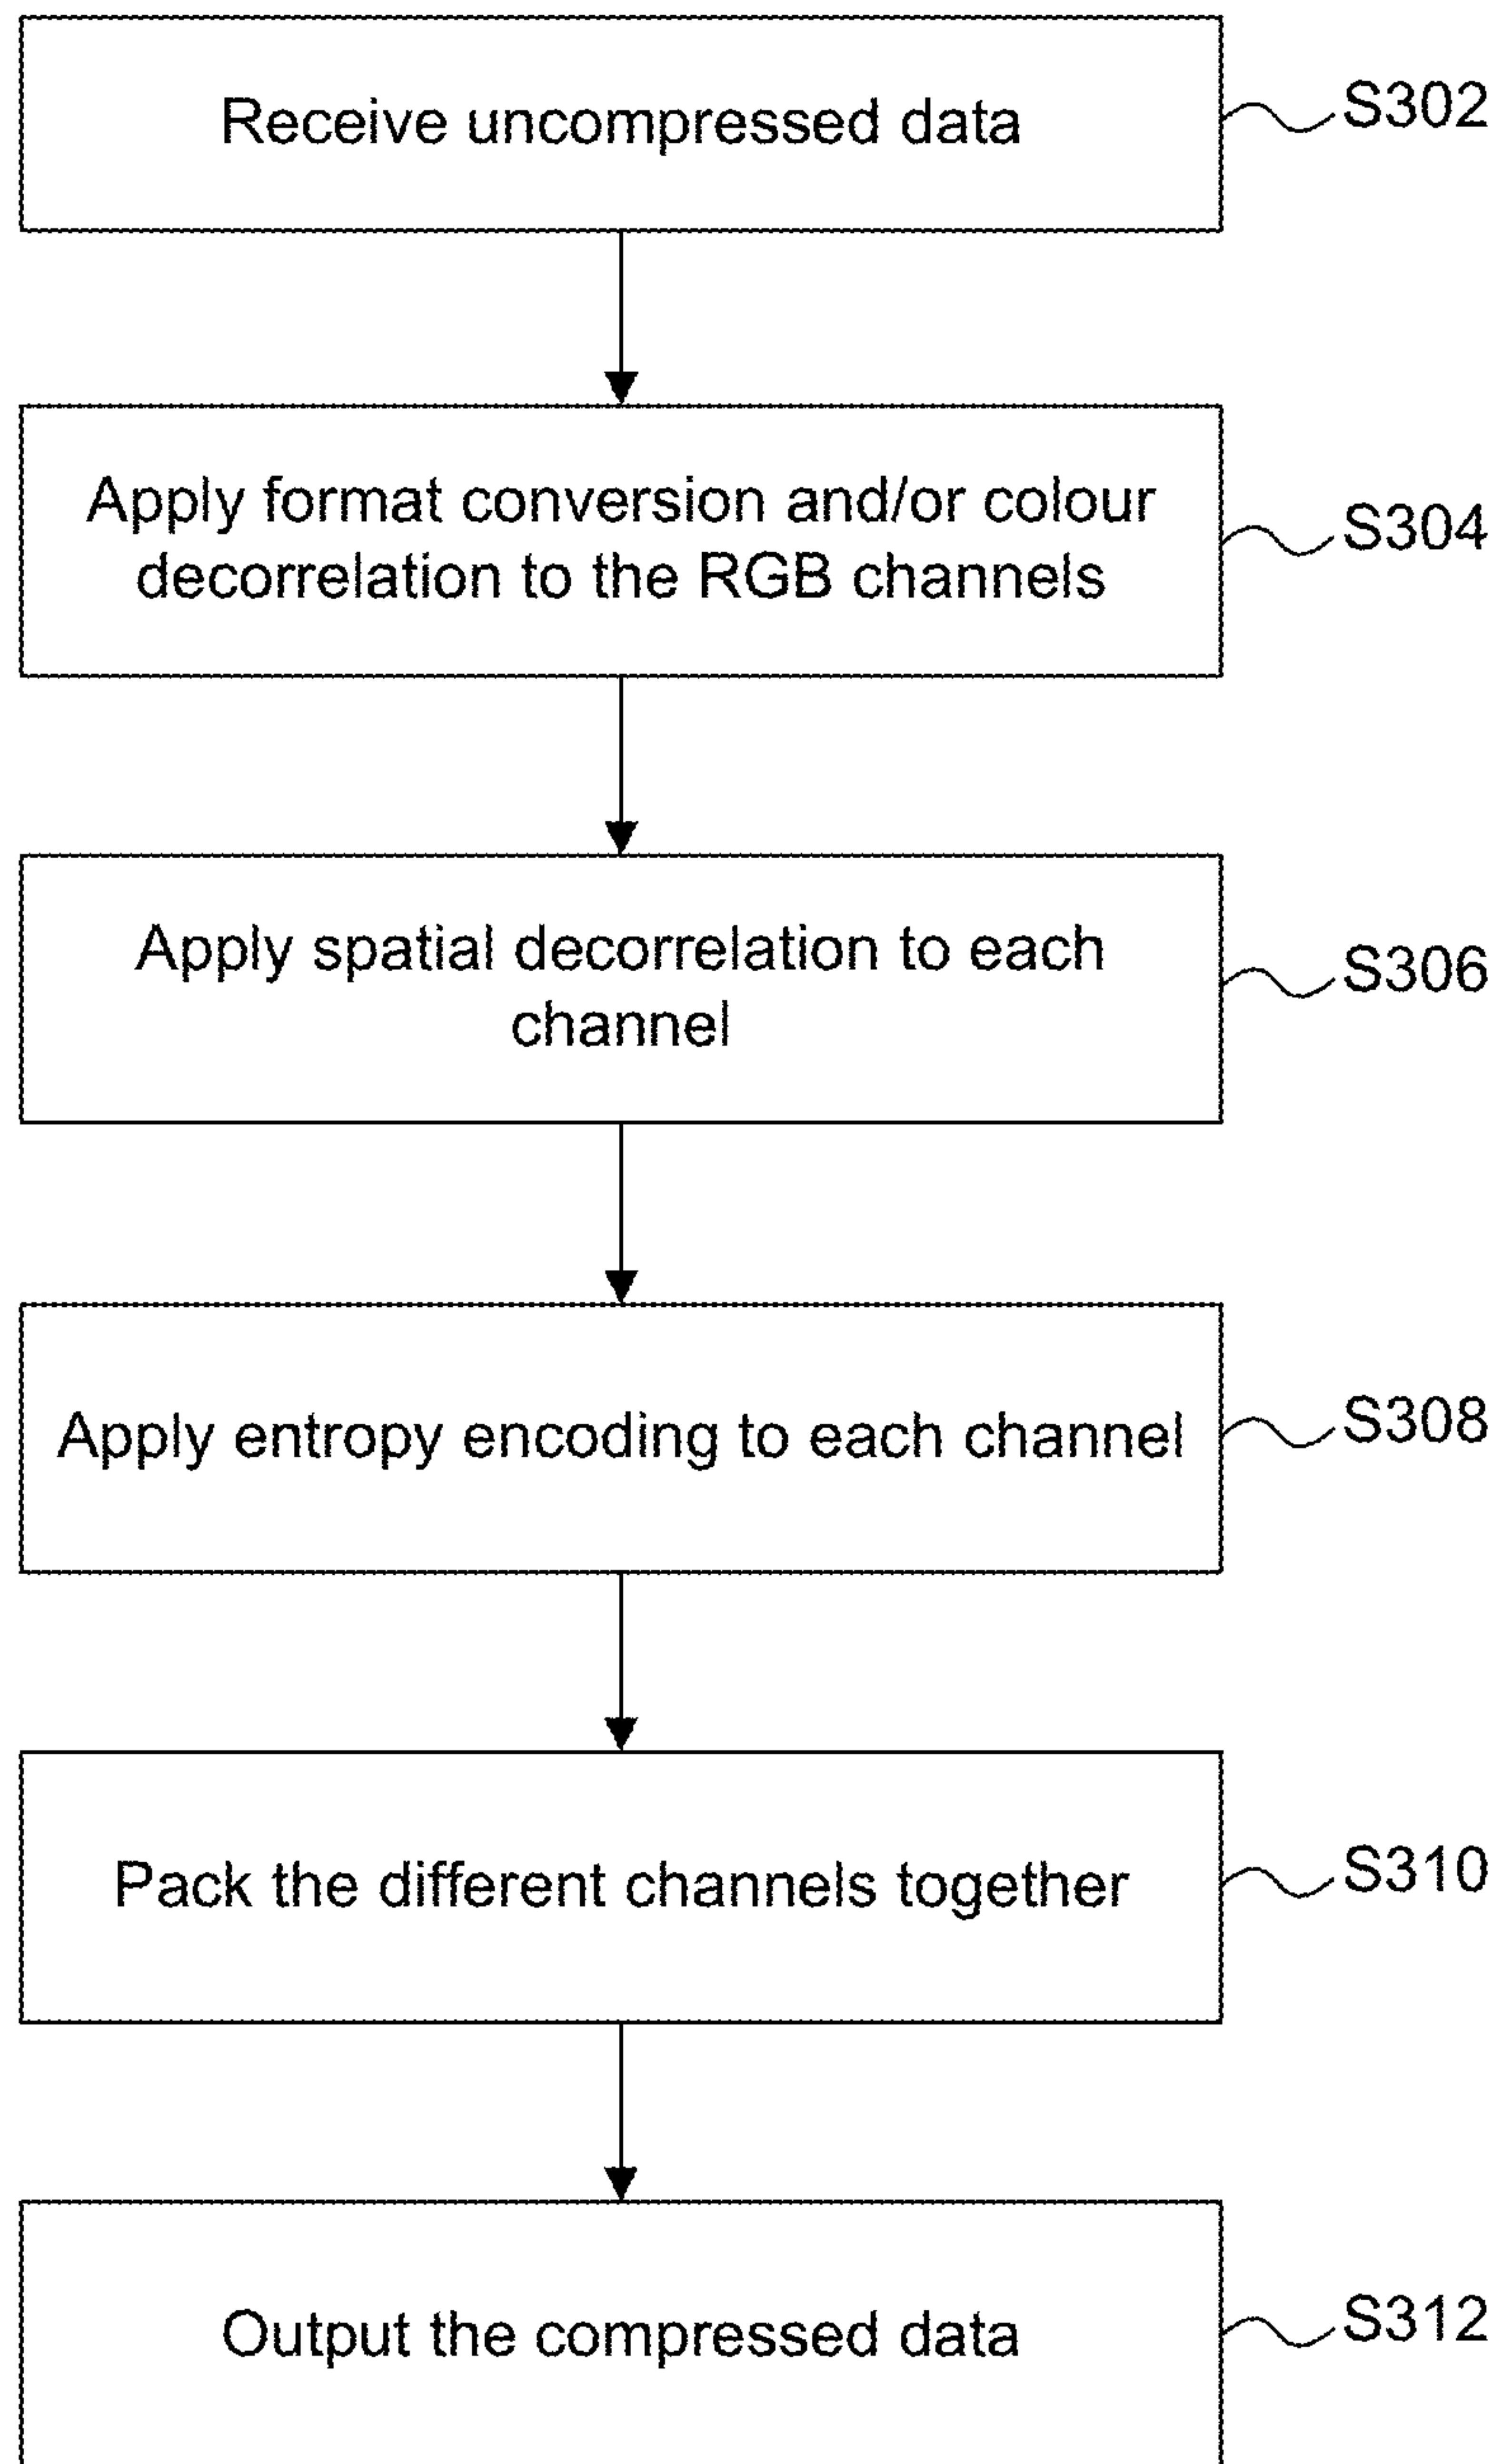 Receive uncompressed data
S302
Apply format conversion and/or colour
decorrelation to the RGB channels
S304
Apply spatial decorrelation to each
channel
S306
Apply entropy encoding to each channel
S308
Pack the different channels together
S310
Output the compressed data
S312